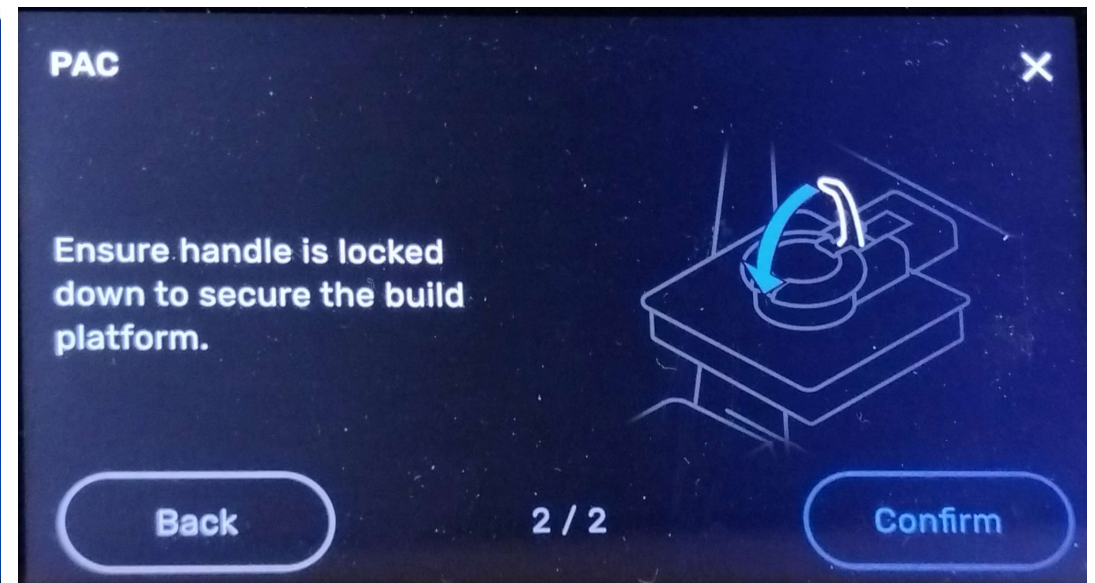 PAC
×
Ensure handle is locked
down to secure the build
platform.
Back
2 / 2
Confirm